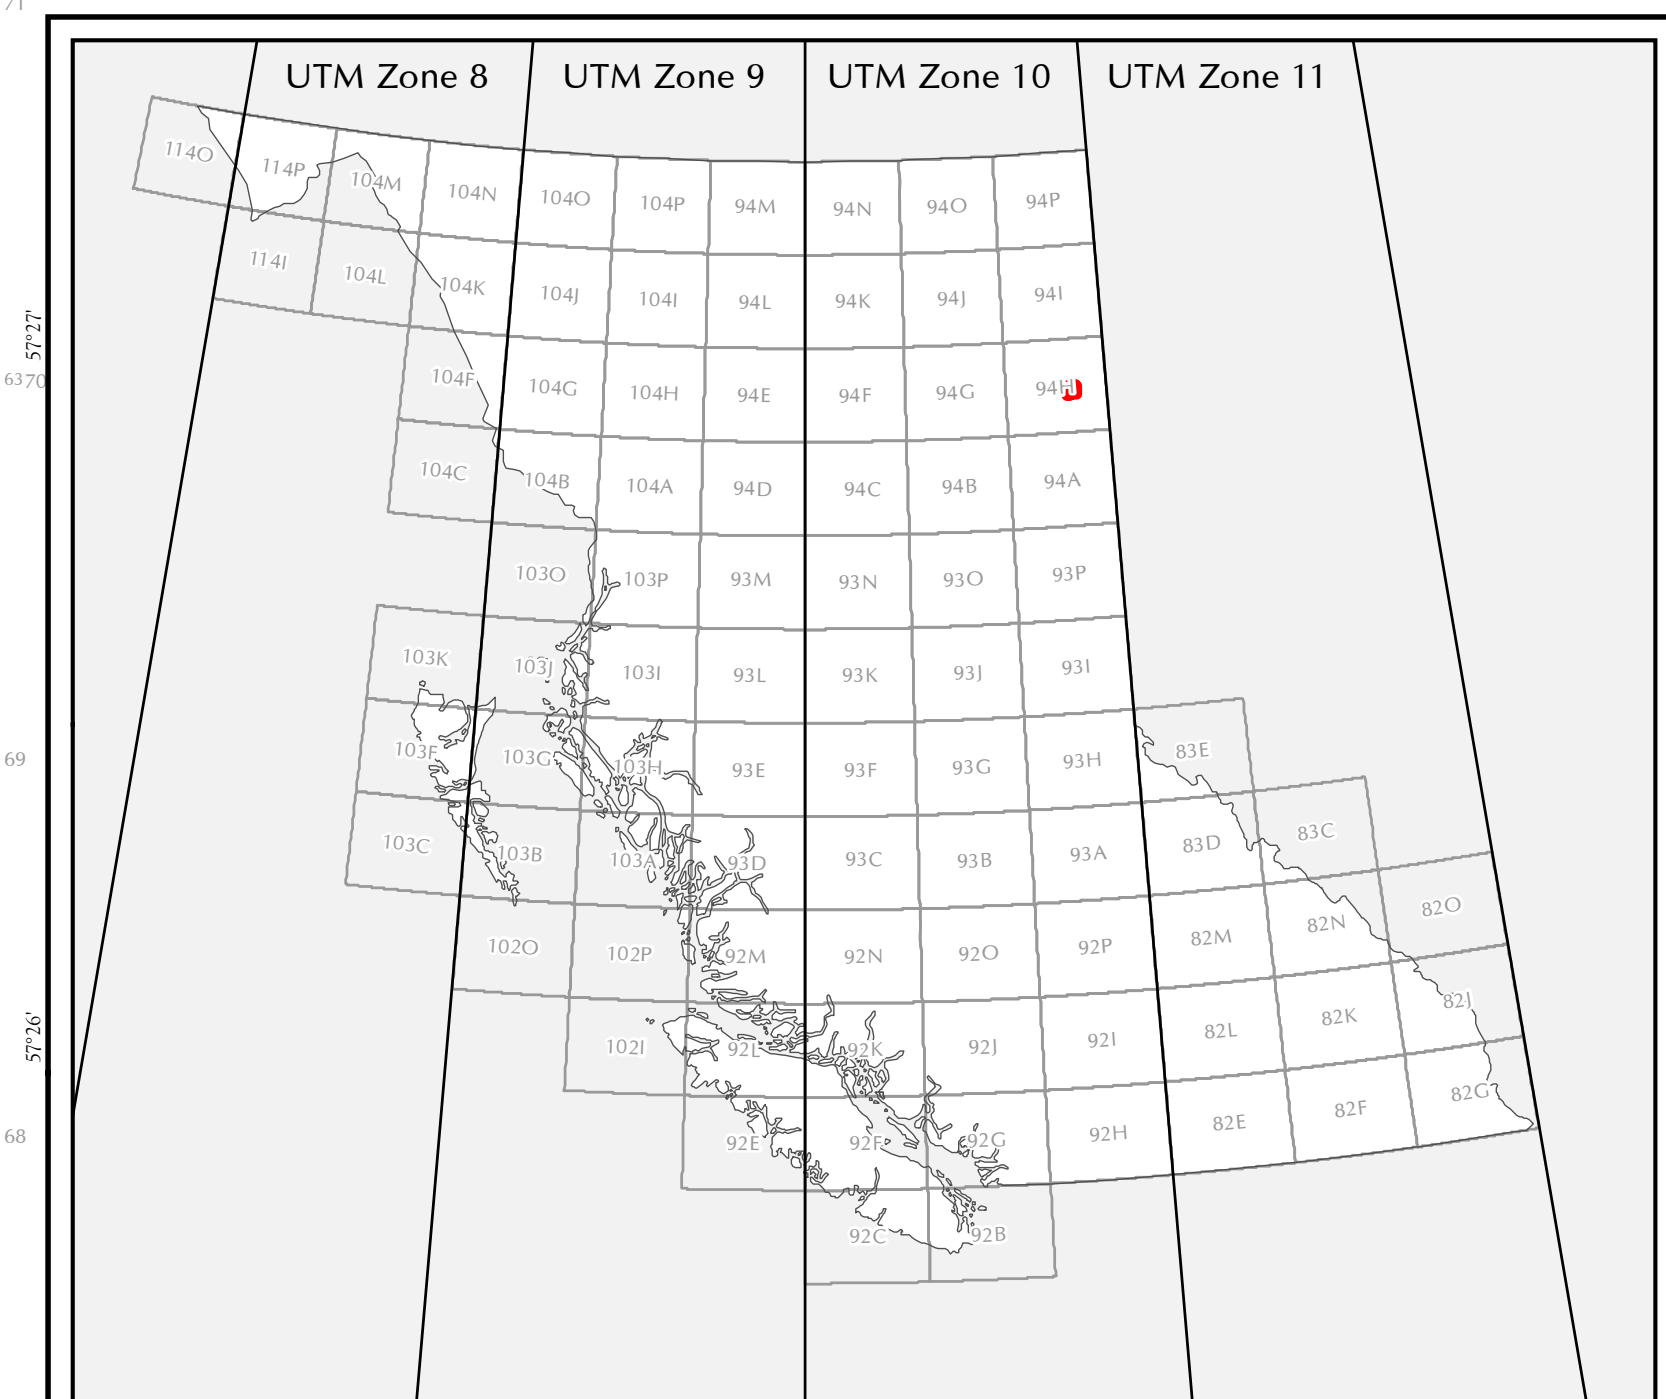 71
UTM Zone 8 UTM Zone 9 UTM Zone 10 UTM Zone 11
114O 114P 104M 104N 104O 104P 94M 94N 94O 94P
114I 104L 104K 104J 104I 94L 94K 94J 94I
57°27'
6370
104F 104G 104H 94E 94F 94G 94H
104C 104B 104A 94D 94C 94B 94A
103O 103P 93M 93N 93O 93P
103K 103J 103I 93L 93K 93J 93I
69
103F 103G 103H 93E 93F 93G 93H 83E
103C 103B 103A 93D 93C 93B 93A 83D 83C
102O 102P 92M 92N 92O 92P 82M 82N 82O
57°26'
102I 92L 92K 92J 92I 82L 82K 82J
68
92E 92F 92G 92H 82E 82F 82G
92C 92B